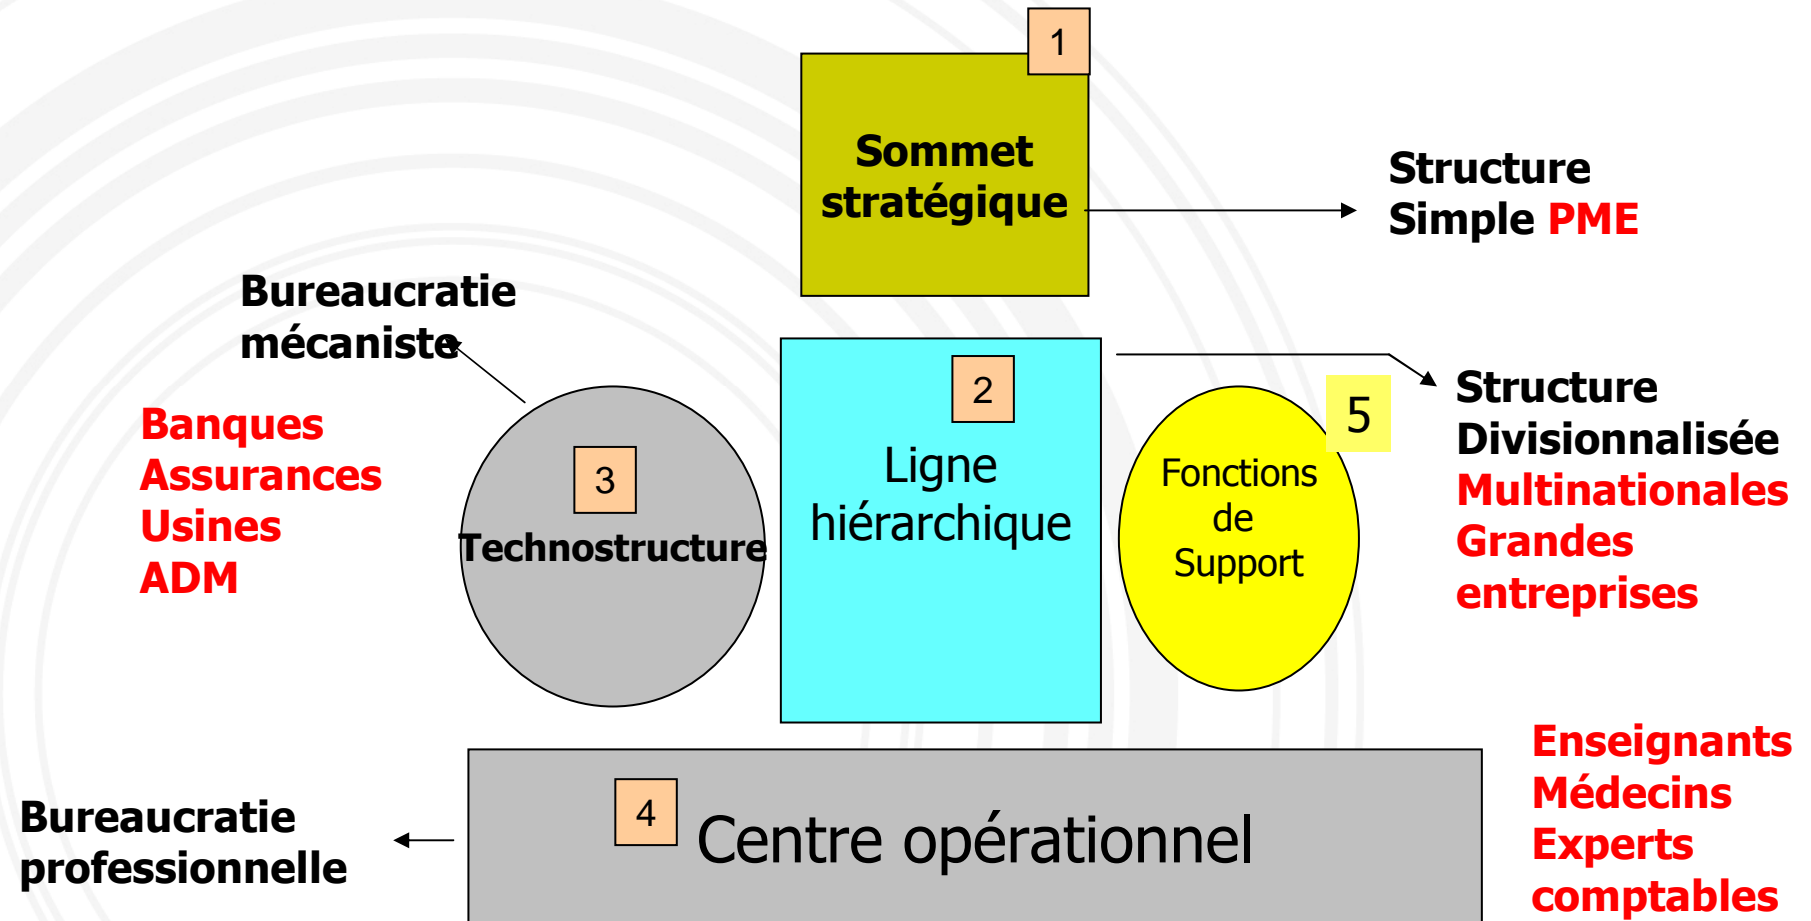 1
Sommet
stratégique
Structure
Simple PME
Bureaucratie
mécaniste
2
Ligne
hiérarchique
3
Technostructure
Banques
Assurances
Usines
ADM
5
Fonctions
de
Support
Structure
Divisionnalisée
Multinationales
Grandes
entreprises
4
Centre opérationnel
Bureaucratie
professionnelle
Enseignants
Médecins
Experts
comptables